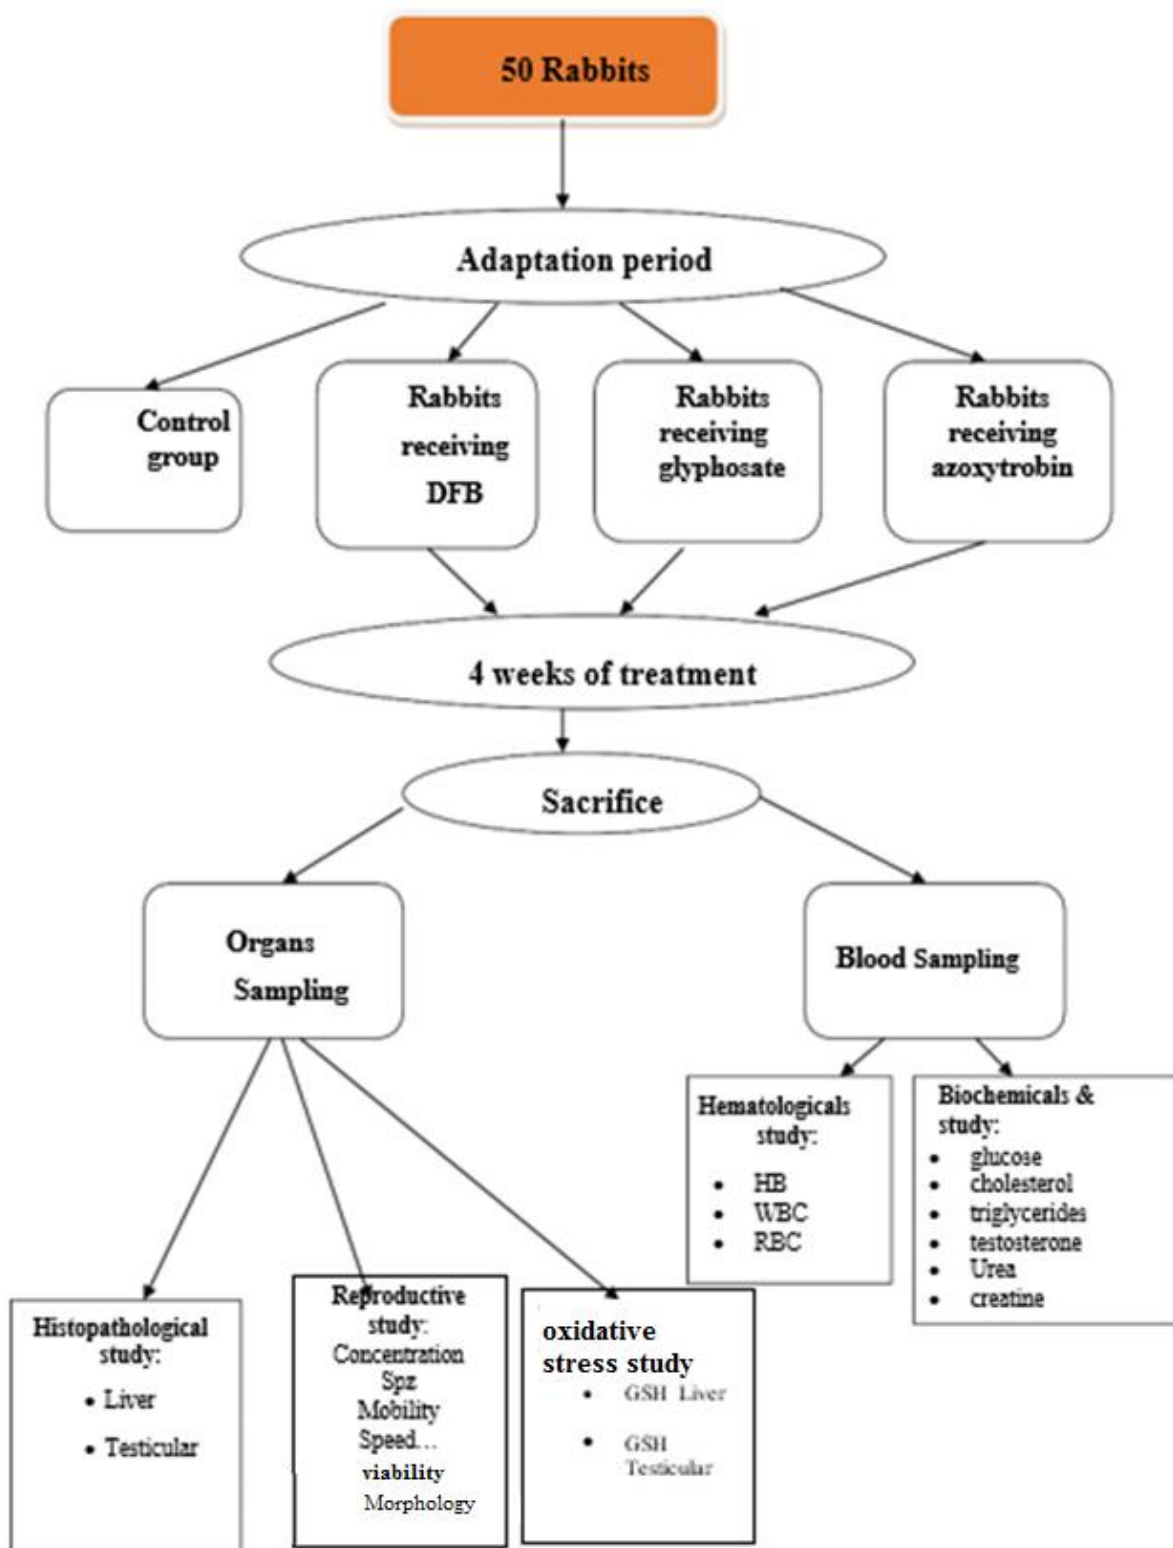 50 Rabbits
Adaptation period
Control
group
Rabbits
receiving
DFB
Rabbits
receiving
glyphosate
Rabbits
receiving
azoxytrobin
4 weeks of treatment
Sacrifice
Organs
Sampling
Blood Sampling
Hematologicals
study:
• HB
• WBC
• RBC
Biochemicals &
study:
• glucose
• cholesterol
• triglycerides
• testosterone
• Urea
• creatine
Histopathological
study:
• Liver
• Testicular
Reproductive
study:
Concentration
Spz
Mobility
Speed...
viability
Morphology
oxidative
stress study
• GSH Liver
• GSH
Testicular